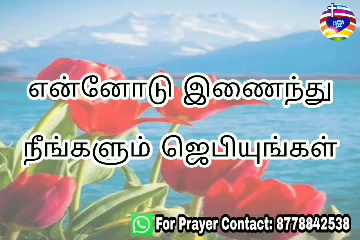 என்னோடு இணைந்து
நீங்களும் ஜெபியுங்கள்
For Prayer Contact: 8778842538